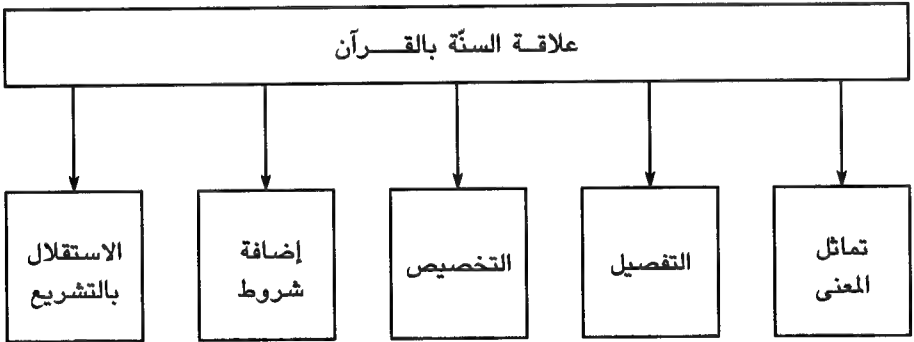 علاقة السنّة بالقرآن
تماثل
المعنى
التفصيل
التخصيص
إضافة
شروط
الاستقلال
بالتشريع